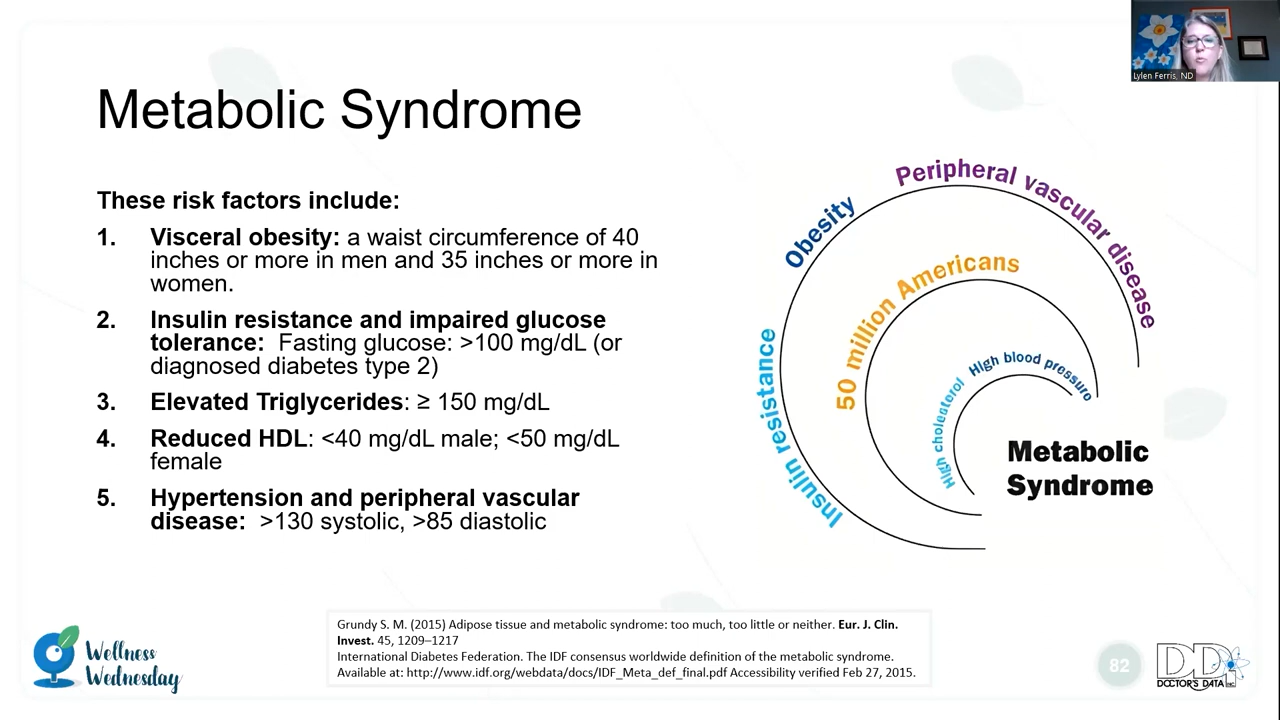 Lylen Ferris, ND
Metabolic Syndrome
These risk factors include:
1. Visceral obesity: a waist circumference of 40
inches or more in men and 35 inches or more in
women.
2. Insulin resistance and impaired glucose
tolerance: Fasting glucose: >100 mg/dL (or
diagnosed diabetes type 2)
3. Elevated Triglycerides: ≥ 150 mg/dL
4. Reduced HDL: <40 mg/dL male; <50 mg/dL
female
5. Hypertension and peripheral vascular
disease: >130 systolic, >85 diastolic
Peripheral vascular disease
Obesity
Insulin resistance
50 million Americans
High blood pressure
High cholesterol
Metabolic
Syndrome
Grundy S. M. (2015) Adipose tissue and metabolic syndrome: too much, too little or neither. Eur. J. Clin.
Invest. 45, 1209–1217
International Diabetes Federation. The IDF consensus worldwide definition of the metabolic syndrome.
Available at: http://www.idf.org/webdata/docs/IDF_Meta_def_final.pdf Accessibility verified Feb 27, 2015.
Wellness
Wednesday
82
DDI
DOCTOR'S DATA INC.